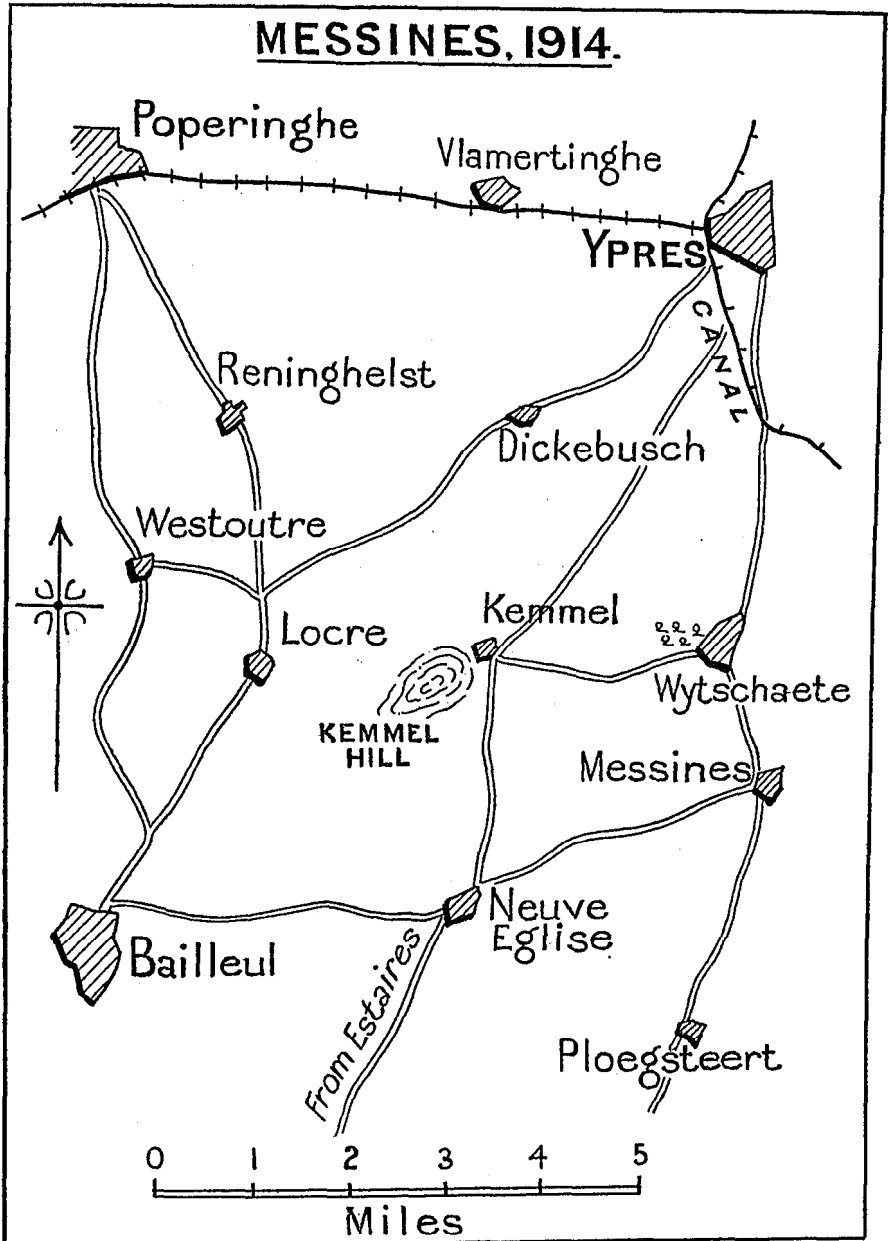 MESSINES, 1914.
Poperinghe
Vlamertinghe
YPRES
CANAL
Reninghelst
Dickebusch
Westoutre
Kemmel
Locre
Wytschaete
KEMMEL
HILL
Messines
Neuve
Eglise
Bailleul
From Estaires
Ploegsteert
0 1 2 3 4 5
Miles